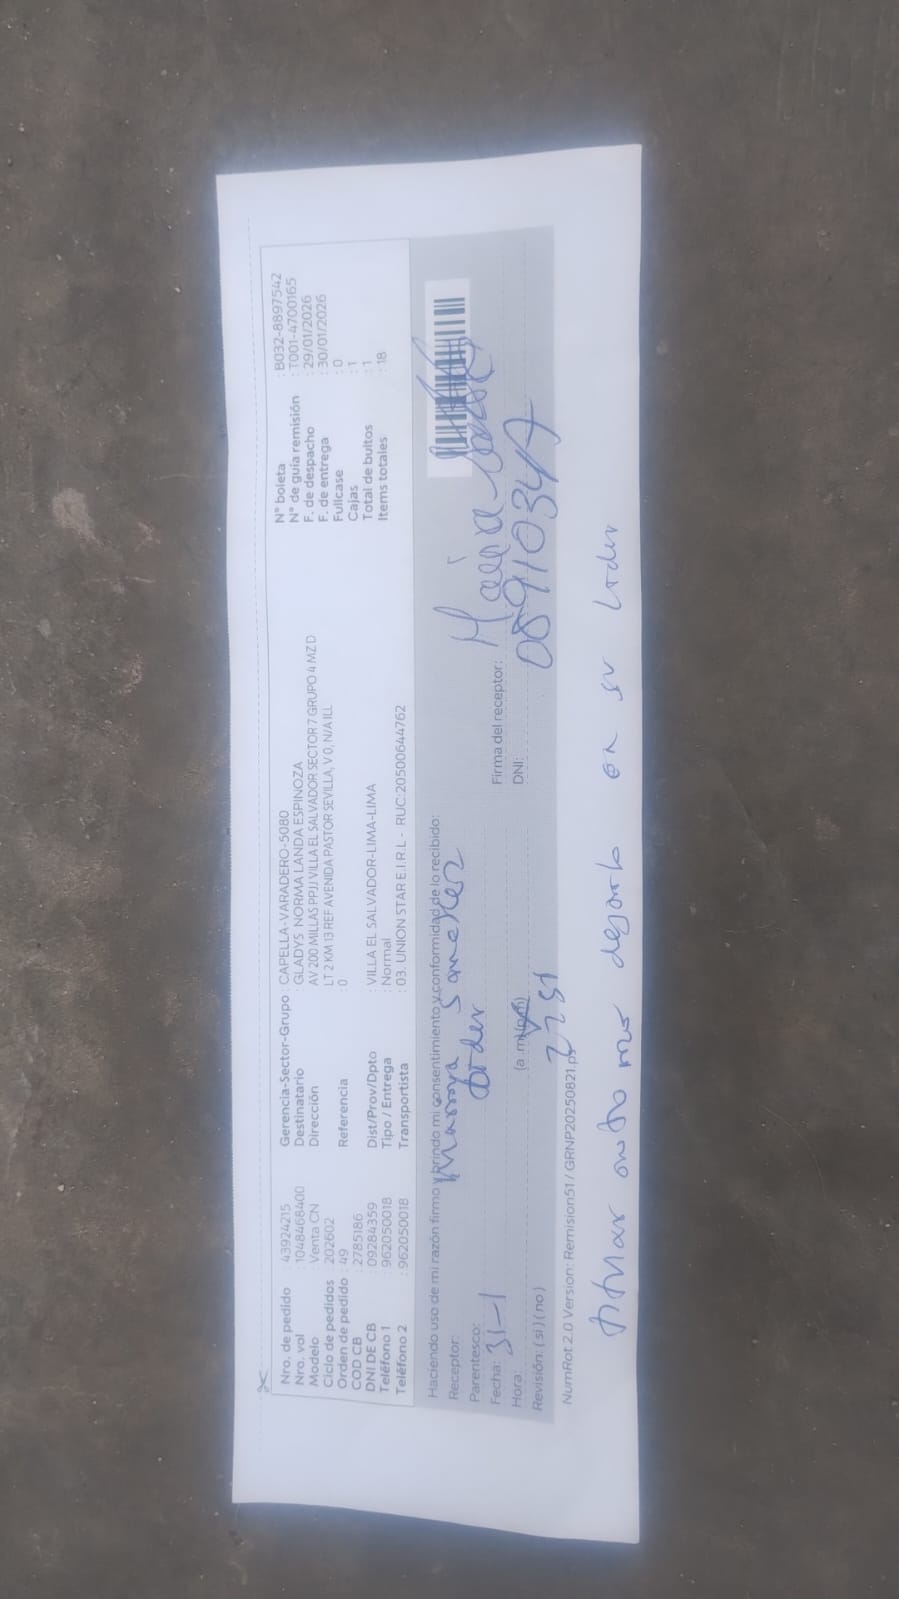 Nro. de pedido : 43924215
Nro. vol : 1048468400
Modelo : Venta CN
Ciclo de pedidos : 202602
Orden de pedido : 49
COD CB : 2785186
DNI DE CB : 09284359
Teléfono 1 : 962050018
Teléfono 2 : 962050018
Gerencia-Sector-Grupo : CAPELLA-VARADERO-5080
Destinatario : GLADYS NORMA LANDA ESPINOZA
Dirección : AV 200 MILLAS PPJJ VILLA EL SALVADOR SECTOR 7 GRUPO 4 MZ D
LT 2 KM 13 REF AVENIDA PASTOR SEVILLA, V 0, N/A ILL
Referencia : 0
Dist/Prov/Dpto : VILLA EL SALVADOR-LIMA-LIMA
Tipo / Entrega : Normal
Transportista : 03. UNION STAR E.I.R.L - RUC:20500644762
N° boleta : B032-8897542
N° de guía remisión : T001-4700165
F. de despacho : 29/01/2026
F. de entrega : 30/01/2026
Fullcase : 0
Cajas : 1
Total de bultos : 1
Items totales : 18
Haciendo uso de mi razón firmo y brindo mi consentimiento y conformidad de lo recibido:
Receptor:
Parentesco:
Fecha: 31-1
Hora: (a. m) (p.m)
Revisión: ( si ) ( no )
Firma del receptor: Maria
DNI: 08910347
NumRot 2.0 Version: Remision51 / GRNP20250821.ps
en su